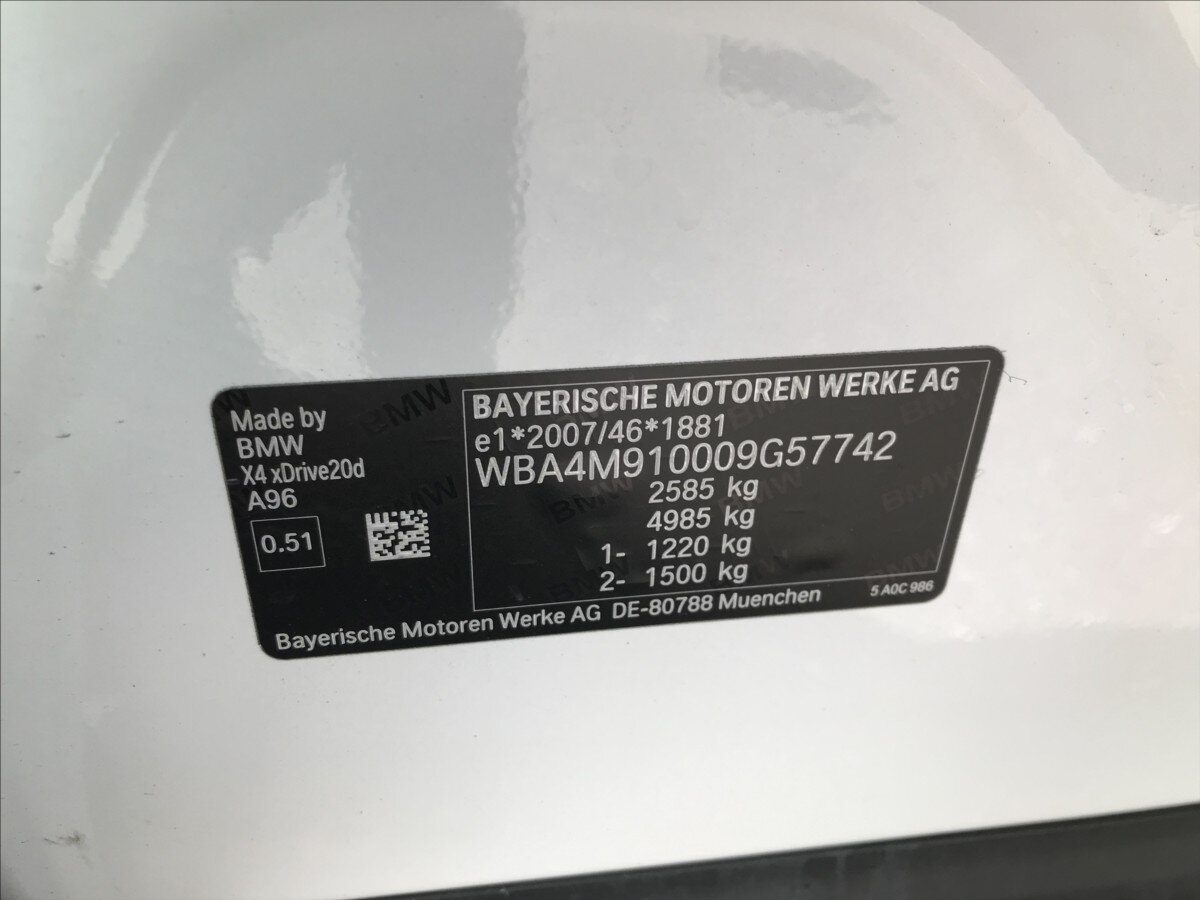 Made by
BMW
X4 xDrive20d
A96
0.51
BAYERISCHE MOTOREN WERKE AG
e1*2007/46*1881
WBA4M910009G57742
2585 kg
4985 kg
1- 1220 kg
2- 1500 kg
Bayerische Motoren Werke AG DE-80788 Muenchen
5 A0C 986